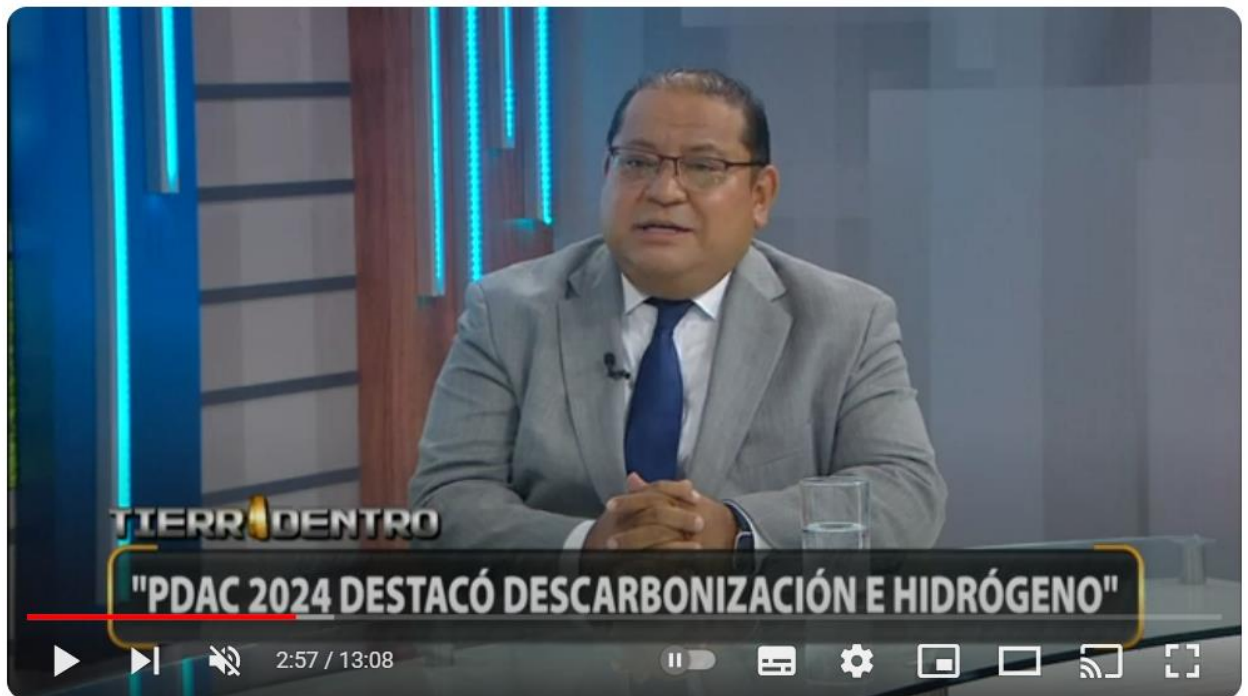 TIERRADENTRO
"PDAC 2024 DESTACÓ DESCARBONIZACIÓN E HIDRÓGENO"
2:57 / 13:08